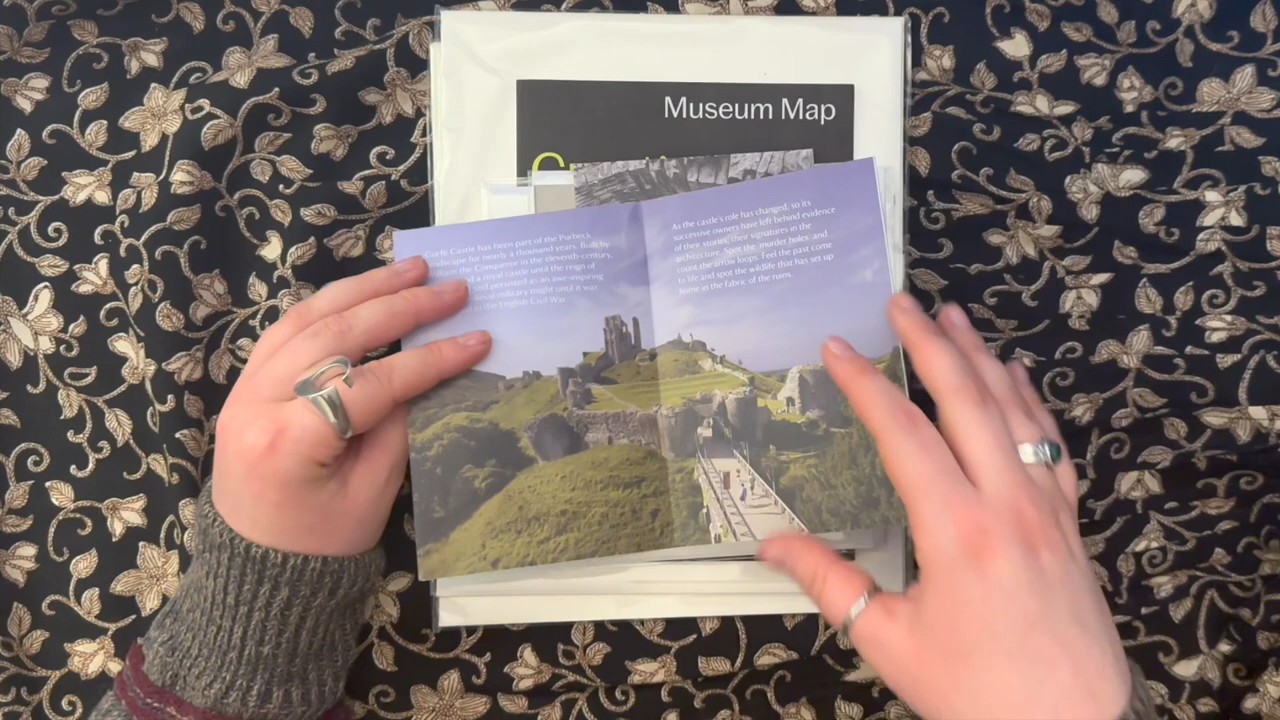 Museum Map
Corfe Castle has been part of the Purbeck
landscape for nearly a thousand years. Built by
the Conqueror in the eleventh-century,
a royal castle until the reign of
and persisted as an awe-inspiring
military might until it was
in the English Civil War.
As the castle's role has changed, so its
successive owners have left behind evidence
of their stories, their signatures in the
architecture. Spot the 'murder holes' and
count the arrow loops. Feel the past come
to life and spot the wildlife that has set up
home in the fabric of the ruins.